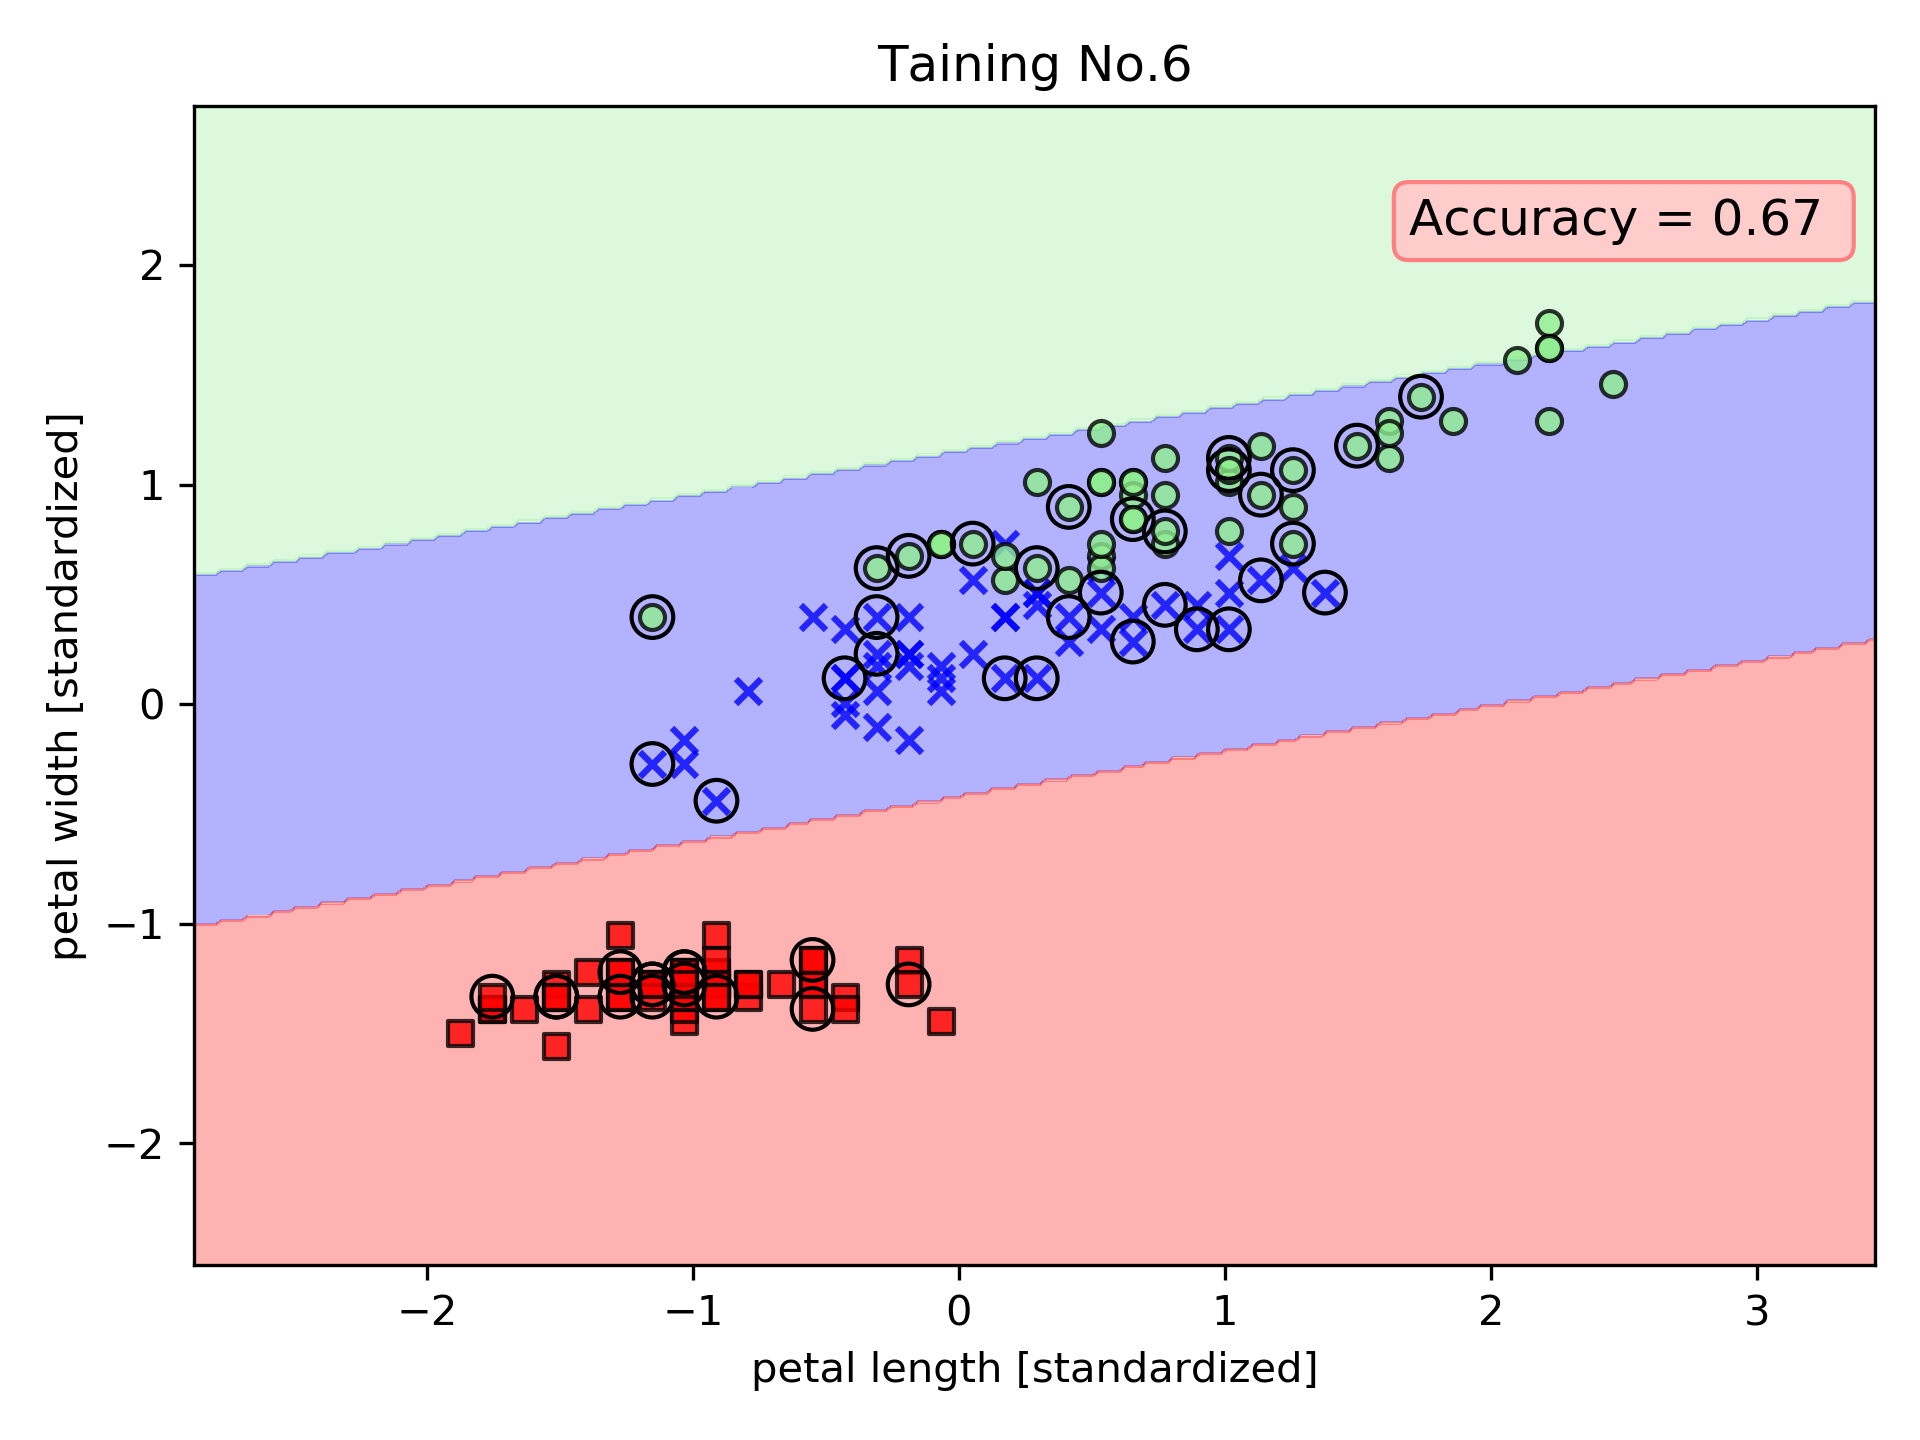 Taining No.6
Accuracy = 0.67
petal width [standardized]
2
1
0
−1
−2
−2 −1 0 1 2 3
petal length [standardized]